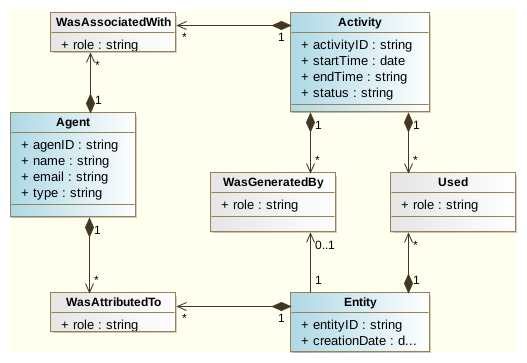 WasAssociatedWith
+ role : string
Activity
+ activityID : string
+ startTime : date
+ endTime : string
+ status : string
*
1
*
1
Agent
+ agenID : string
+ name : string
+ email : string
+ type : string
1
*
1
*
1
*
WasGeneratedBy
+ role : string
Used
+ role : string
0..1
1
*
1
WasAttributedTo
+ role : string
*
1
Entity
+ entityID : string
+ creationDate : d...